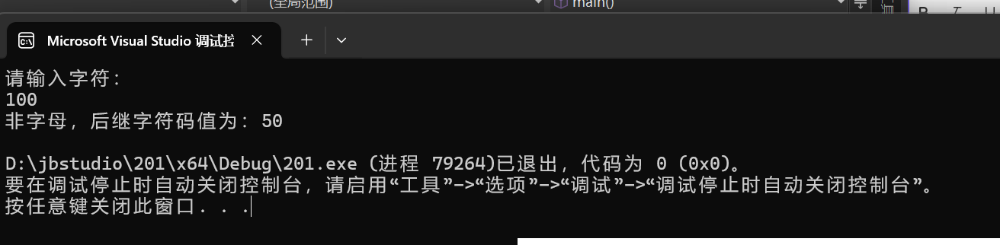 (全局范围)
main()
Microsoft Visual Studio 调试控
请输入字符：
100
非字母，后继字符码值为：50
D:\jbstudio\201\x64\Debug\201.exe (进程 79264)已退出，代码为 0 (0x0)。
要在调试停止时自动关闭控制台，请启用“工具”->“选项”->“调试”->“调试停止时自动关闭控制台”。
按任意键关闭此窗口. . .